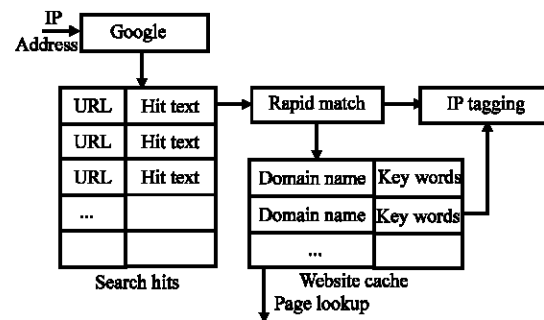 IP
Address
Google
URL Hit text
Rapid match
IP tagging
URL Hit text
URL Hit text
...
Domain name Key words
Domain name Key words
...
Search hits
Website cache
Page lookup